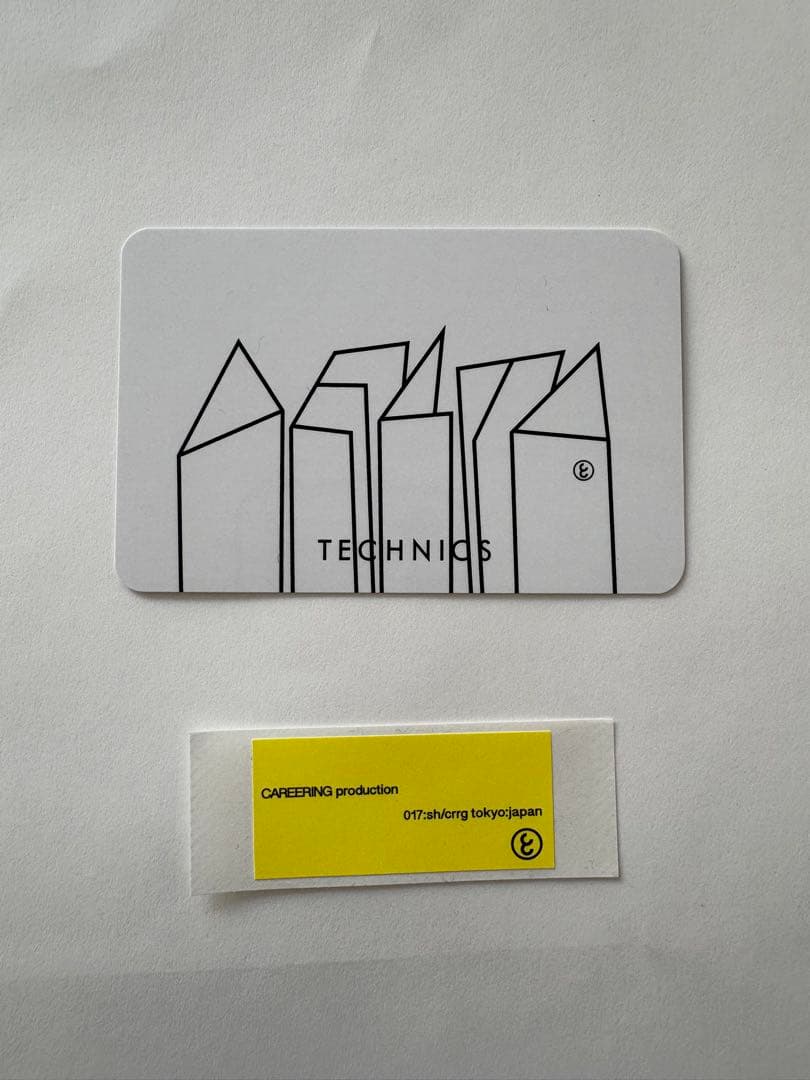 TECHNICS
CAREERING production
017:sh/crrg tokyo:japan